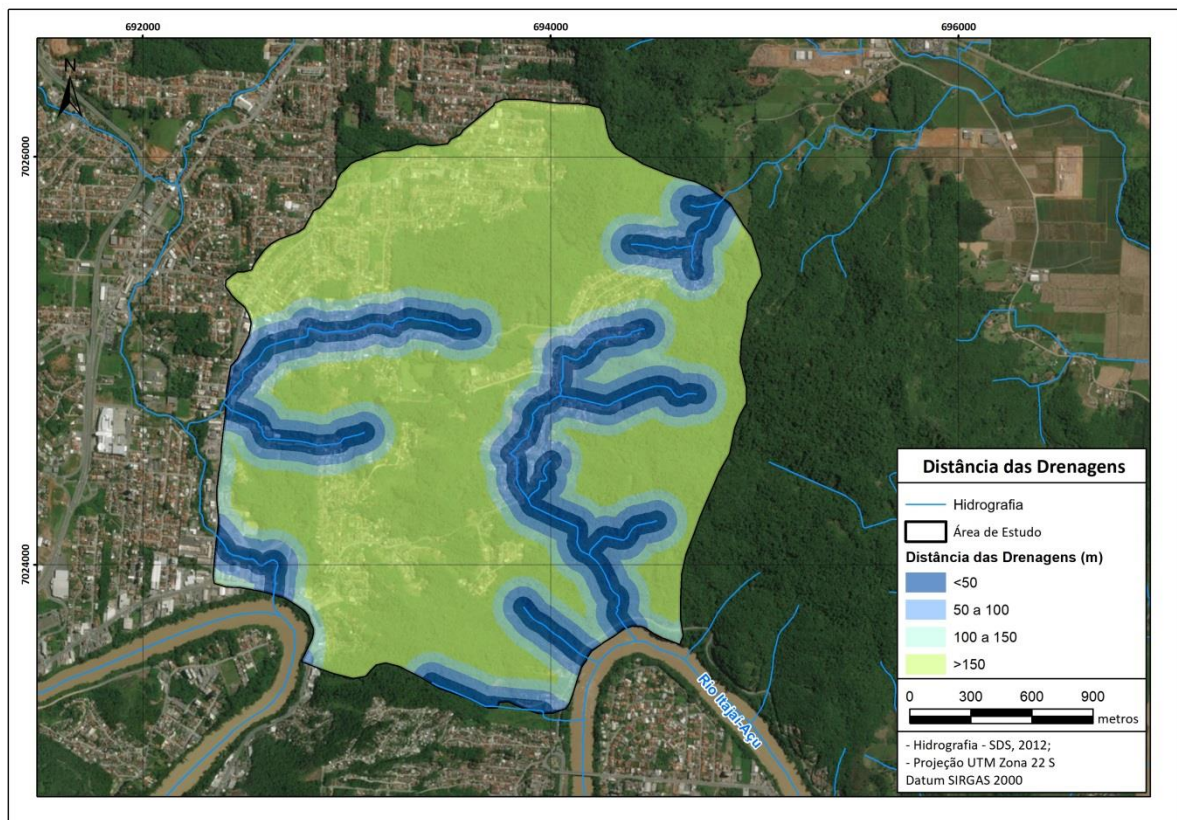 692000
694000
696000
N
7026000
7024000
Rio Itajaí-Açu
Distância das Drenagens
Hidrografia
Área de Estudo
Distância das Drenagens (m)
<50
50 a 100
100 a 150
>150
0 300 600 900
metros
- Hidrografia - SDS, 2012;
- Projeção UTM Zona 22 S
Datum SIRGAS 2000